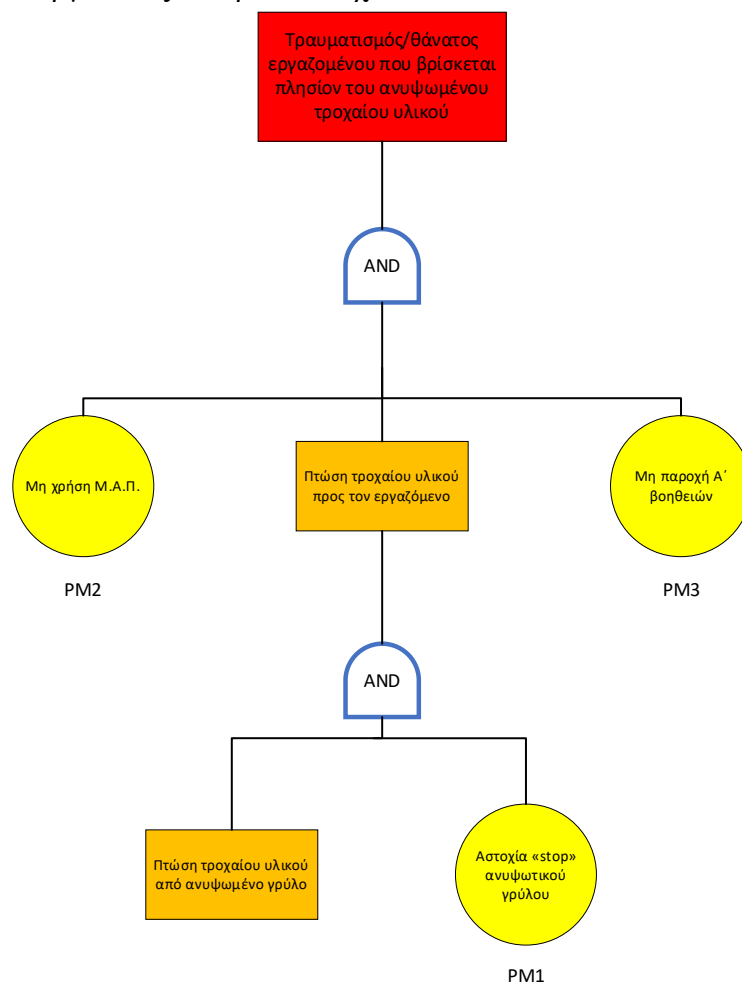 Τραυματισμός/θάνατος
εργαζομένου που βρίσκεται
πλησίον του ανυψωμένου
τροχαίου υλικού
AND
Μη χρήση Μ.Α.Π.
Πτώση τροχαίου υλικού
προς τον εργαζόμενο
Μη παροχή Α΄
βοηθειών
PM2
PM3
AND
Πτώση τροχαίου υλικού
από ανυψωμένο γρύλο
Αστοχία «stop»
ανυψωτικού
γρύλου
PM1